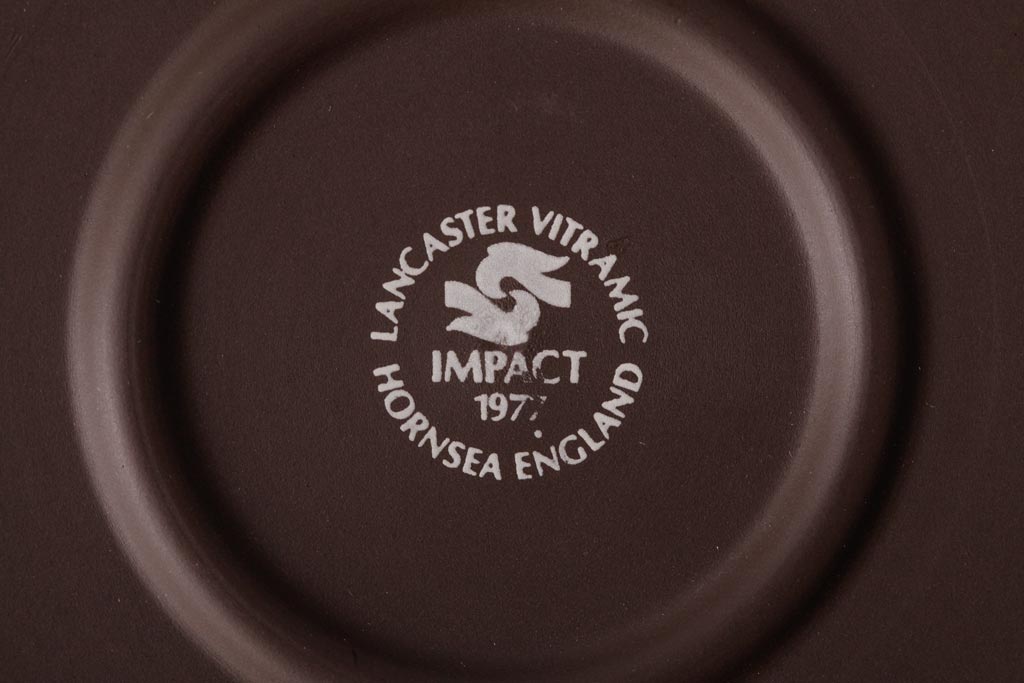 LANCASTER VITRAMIC
IMPACT
1977
HORNSEA ENGLAND